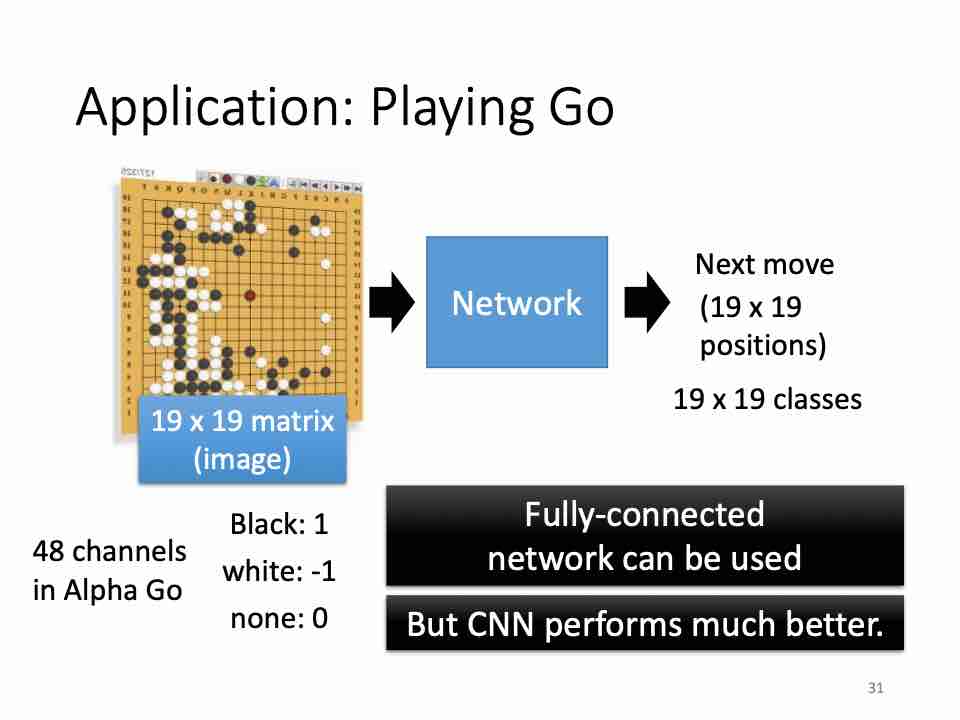 Application: Playing Go
19 x 19 matrix
(image)
Network
Next move
(19 x 19
positions)
19 x 19 classes
48 channels
in Alpha Go
Black: 1
white: -1
none: 0
Fully-connected
network can be used
But CNN performs much better.
31